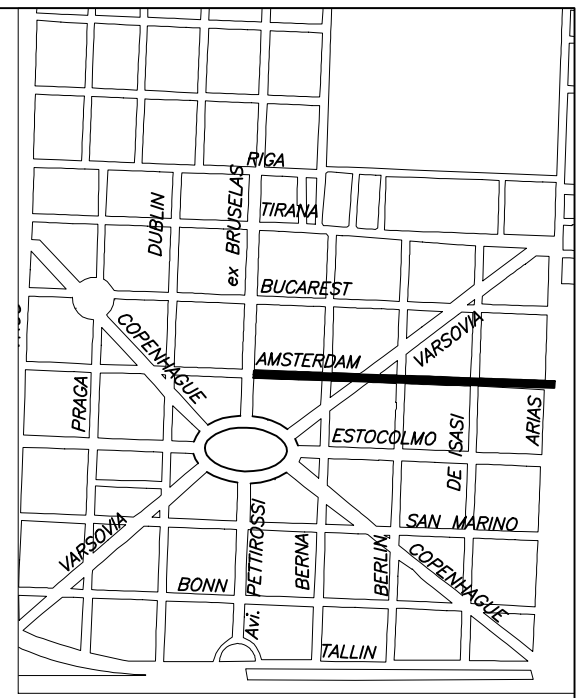 RIGA
DUBLIN
ex BRUSELAS
TIRANA
BUCAREST
COPENHAGUE
VARSOVIA
AMSTERDAM
PRAGA
ESTOCOLMO
DE ISASI
ARIAS
VARSOVIA
SAN MARINO
Avi. PETTIROSSI
BERNA
BERLIN
COPENHAGUE
BONN
TALLIN